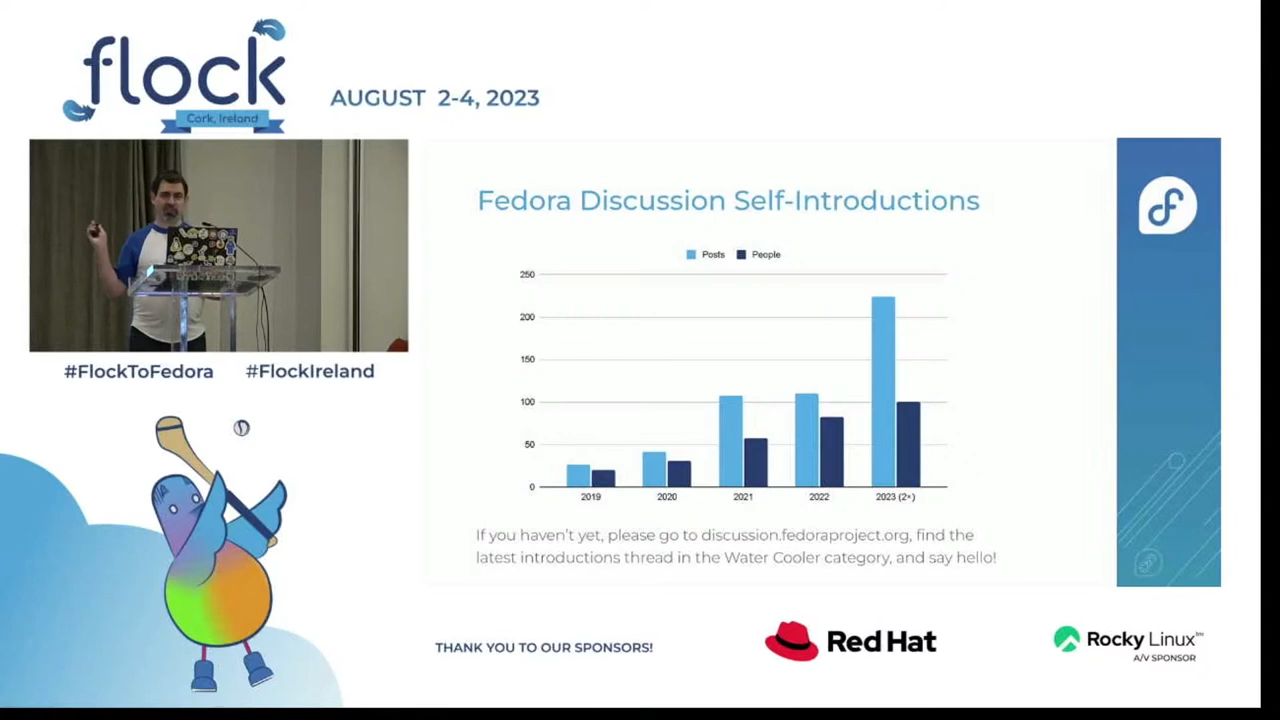 flock
Cork, Ireland
AUGUST 2-4, 2023
#FlockToFedora #FlockIreland
Fedora Discussion Self-Introductions
Posts People
250
200
150
100
50
0
2019 2020 2021 2022 2023 (2×)
If you haven't yet, please go to discussion.fedoraproject.org, find the
latest introductions thread in the Water Cooler category, and say hello!
THANK YOU TO OUR SPONSORS!
Red Hat
Rocky Linux™
A/V SPONSOR